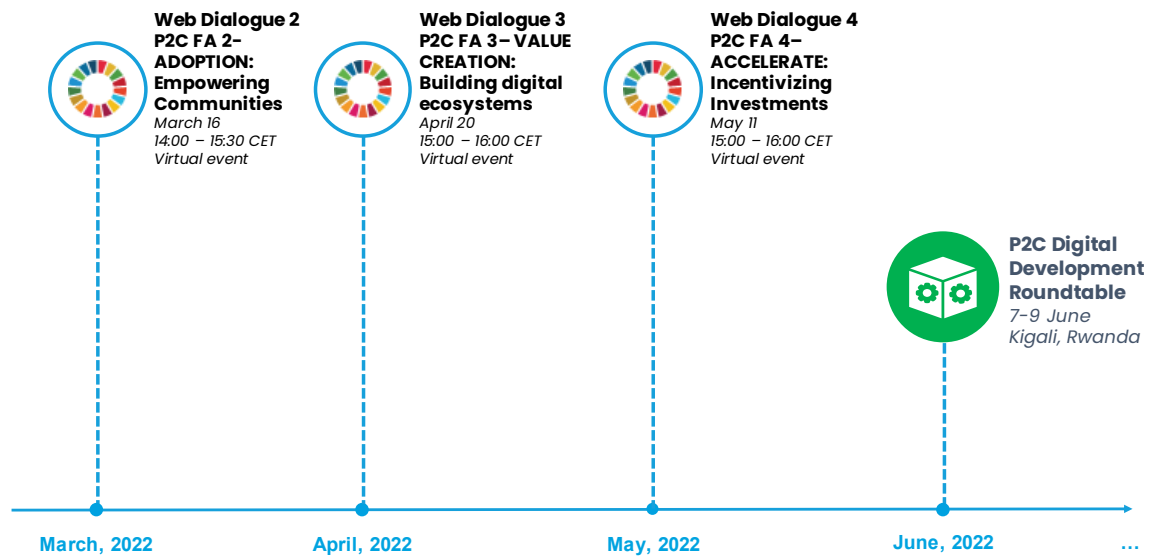 Web Dialogue 2
P2C FA 2-
ADOPTION:
Empowering
Communities
March 16
14:00 – 15:30 CET
Virtual event
Web Dialogue 3
P2C FA 3– VALUE
CREATION:
Building digital
ecosystems
April 20
15:00 – 16:00 CET
Virtual event
Web Dialogue 4
P2C FA 4–
ACCELERATE:
Incentivizing
Investments
May 11
15:00 – 16:00 CET
Virtual event
P2C Digital
Development
Roundtable
7-9 June
Kigali, Rwanda
March, 2022
April, 2022
May, 2022
June, 2022
...